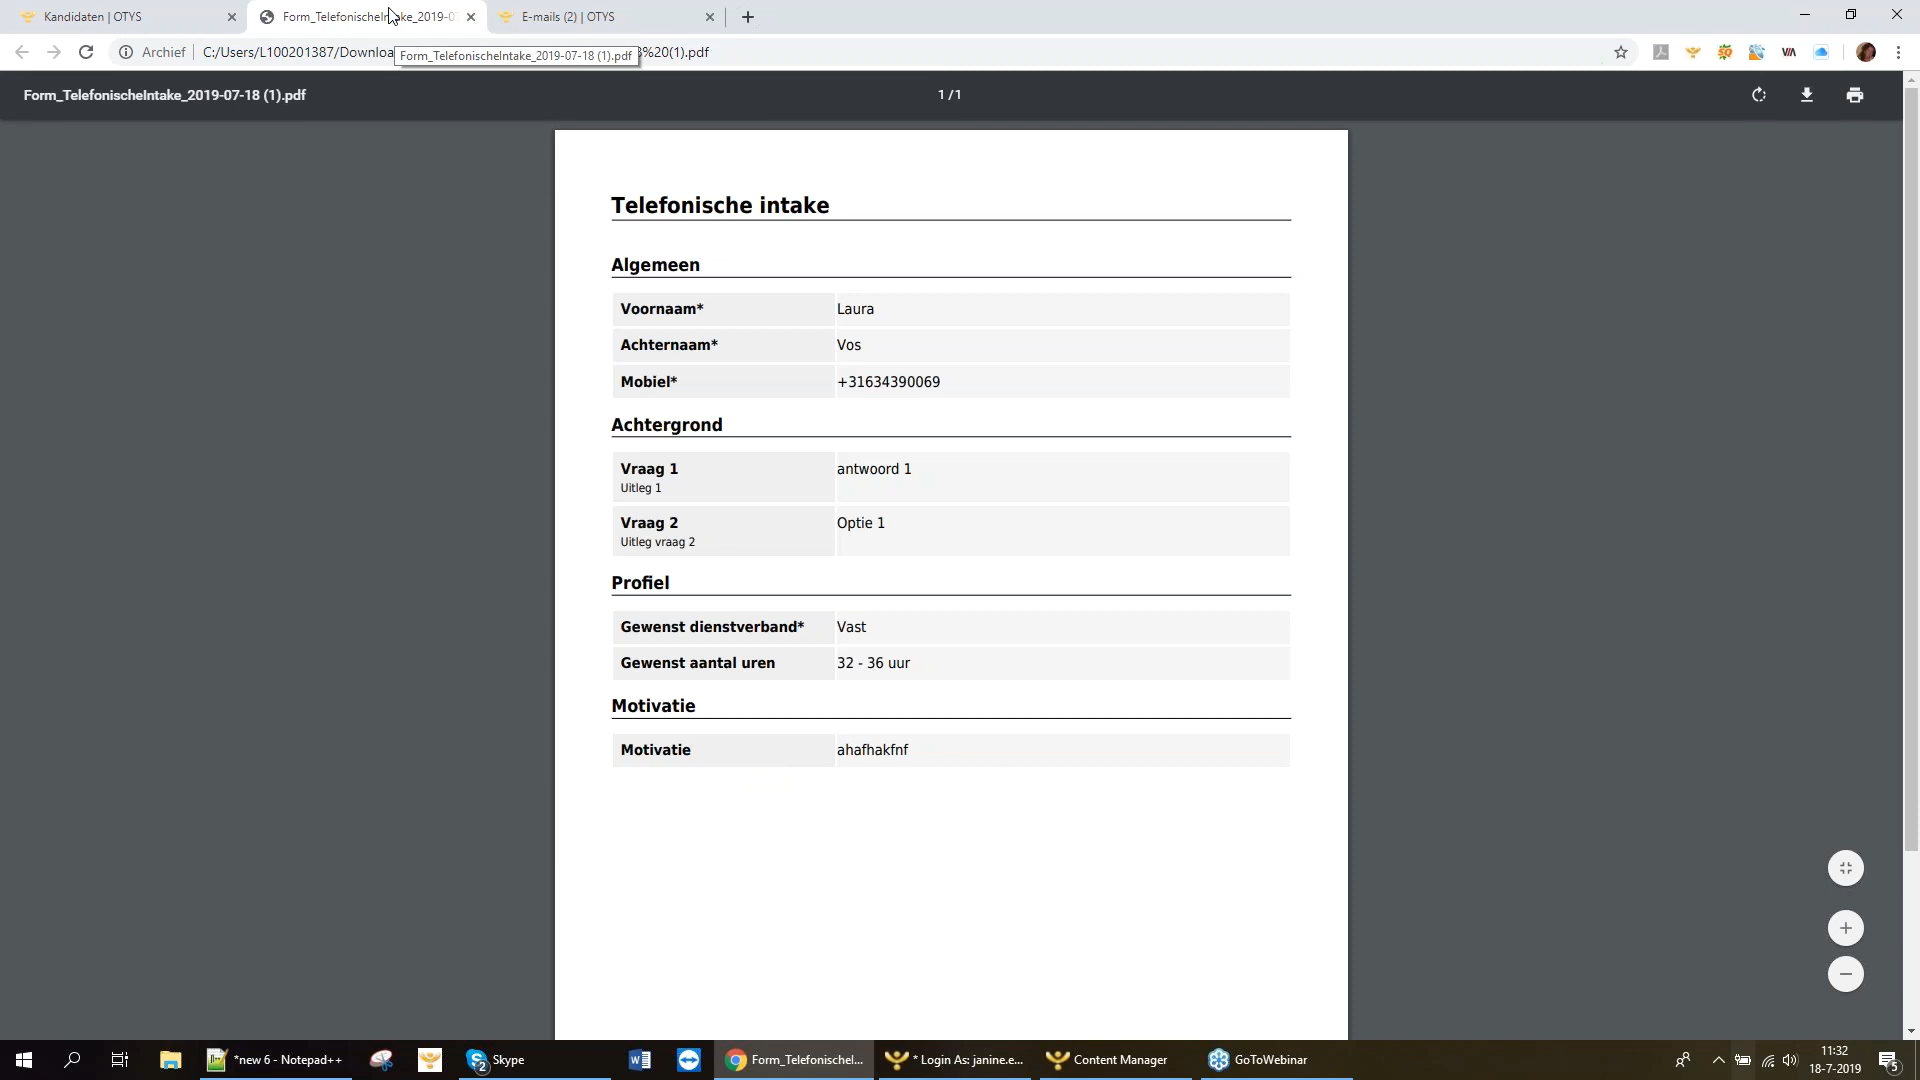 Kandidaten | OTYS
Form_TelefonischeIntake_2019-07
E-mails (2) | OTYS
Archief
C:/Users/L100201387/Downloa
%20(1).pdf
Form_TelefonischeIntake_2019-07-18 (1).pdf
Form_TelefonischeIntake_2019-07-18 (1).pdf
1 / 1
Telefonische intake
Algemeen
Voornaam* Laura
Achternaam* Vos
Mobiel* +31634390069
Achtergrond
Vraag 1 antwoord 1
Uitleg 1
Vraag 2 Optie 1
Uitleg vraag 2
Profiel
Gewenst dienstverband* Vast
Gewenst aantal uren 32 - 36 uur
Motivatie
Motivatie ahafhakfnf
*new 6 - Notepad++
2
Skype
Form_Telefonischel...
* Login As: janine.e...
Content Manager
GoToWebinar
11:32
18-7-2019
5